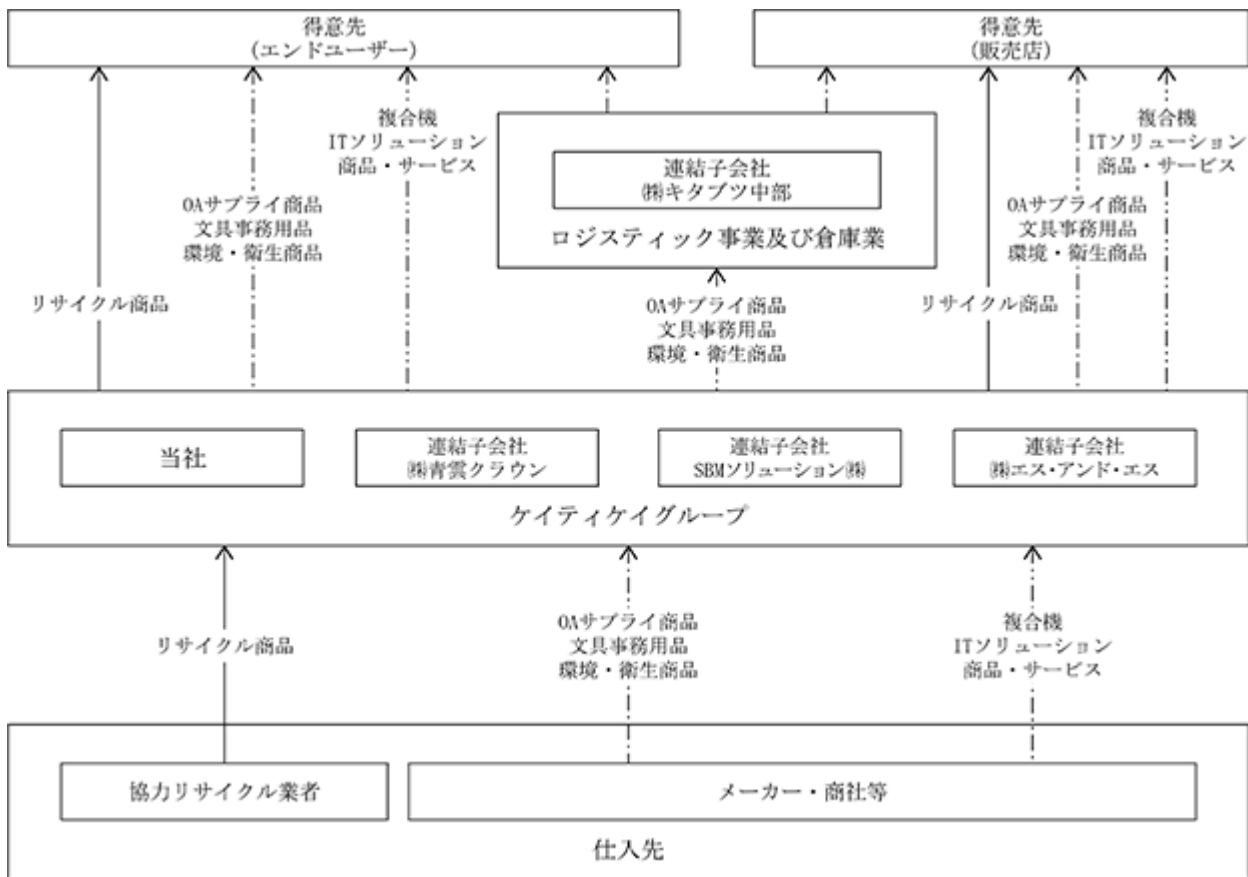 得意先
(エンドユーザー)
得意先
(販売店)
複合機
ITソリューション
商品・サービス
複合機
ITソリューション
商品・サービス
連結子会社
㈱キタブツ中部
ロジスティック事業及び倉庫業
OAサプライ商品
文具事務用品
環境・衛生商品
OAサプライ商品
文具事務用品
環境・衛生商品
リサイクル商品
OAサプライ商品
文具事務用品
環境・衛生商品
リサイクル商品
当社
連結子会社
㈱青雲クラウン
連結子会社
SBMソリューション㈱
連結子会社
㈱エス・アンド・エス
ケイティケイグループ
リサイクル商品
OAサプライ商品
文具事務用品
環境・衛生商品
複合機
ITソリューション
商品・サービス
協力リサイクル業者
メーカー・商社等
仕入先